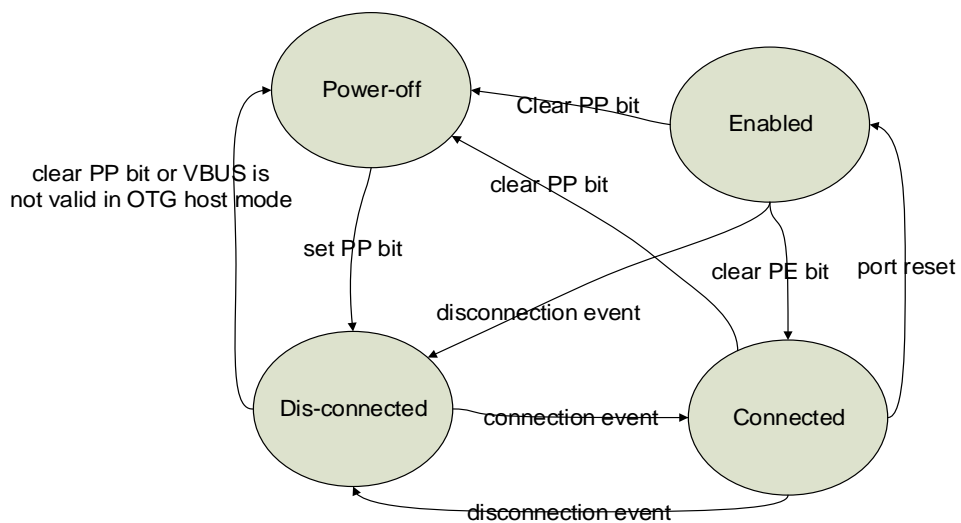 Power-off
Enabled
Clear PP bit
clear PP bit or VBUS is
not valid in OTG host mode
clear PP bit
set PP bit
clear PE bit
port reset
disconnection event
Dis-connected
connection event
Connected
disconnection event